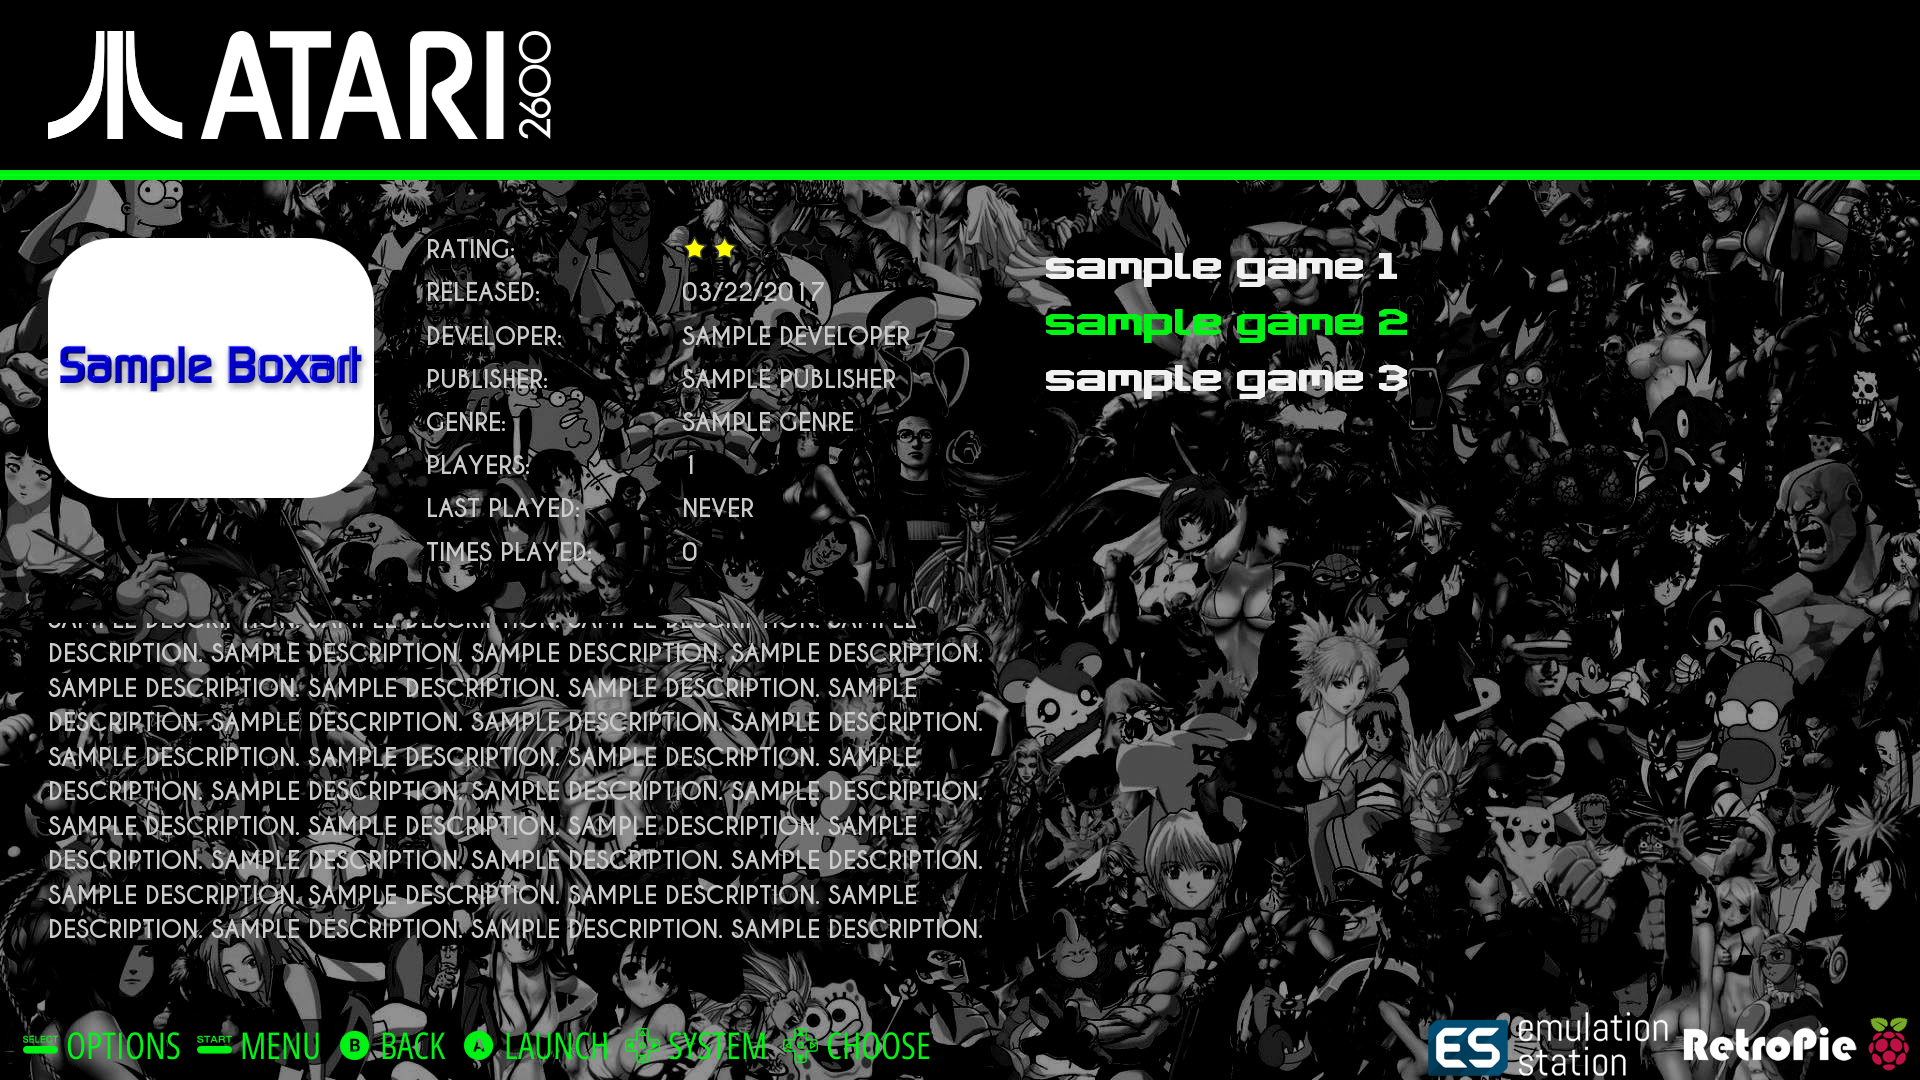 ATARI 2600
Sample Boxart
RATING:
RELEASED: 03/22/2017
DEVELOPER: SAMPLE DEVELOPER
PUBLISHER: SAMPLE PUBLISHER
GENRE: SAMPLE GENRE
PLAYERS: 1
LAST PLAYED: NEVER
TIMES PLAYED: 0
sample game 1
sample game 2
sample game 3
SAMPLE DESCRIPTION. SAMPLE DESCRIPTION. SAMPLE DESCRIPTION. SAMPLE
DESCRIPTION. SAMPLE DESCRIPTION. SAMPLE DESCRIPTION. SAMPLE DESCRIPTION.
SAMPLE DESCRIPTION. SAMPLE DESCRIPTION. SAMPLE DESCRIPTION. SAMPLE
DESCRIPTION. SAMPLE DESCRIPTION. SAMPLE DESCRIPTION. SAMPLE DESCRIPTION.
SAMPLE DESCRIPTION. SAMPLE DESCRIPTION. SAMPLE DESCRIPTION. SAMPLE
DESCRIPTION. SAMPLE DESCRIPTION. SAMPLE DESCRIPTION. SAMPLE DESCRIPTION.
SAMPLE DESCRIPTION. SAMPLE DESCRIPTION. SAMPLE DESCRIPTION. SAMPLE
DESCRIPTION. SAMPLE DESCRIPTION. SAMPLE DESCRIPTION. SAMPLE DESCRIPTION.
SAMPLE DESCRIPTION. SAMPLE DESCRIPTION. SAMPLE DESCRIPTION. SAMPLE
DESCRIPTION. SAMPLE DESCRIPTION. SAMPLE DESCRIPTION. SAMPLE DESCRIPTION.
SELECT OPTIONS START MENU B BACK A LAUNCH SYSTEM CHOOSE
ES emulation station
RetroPie